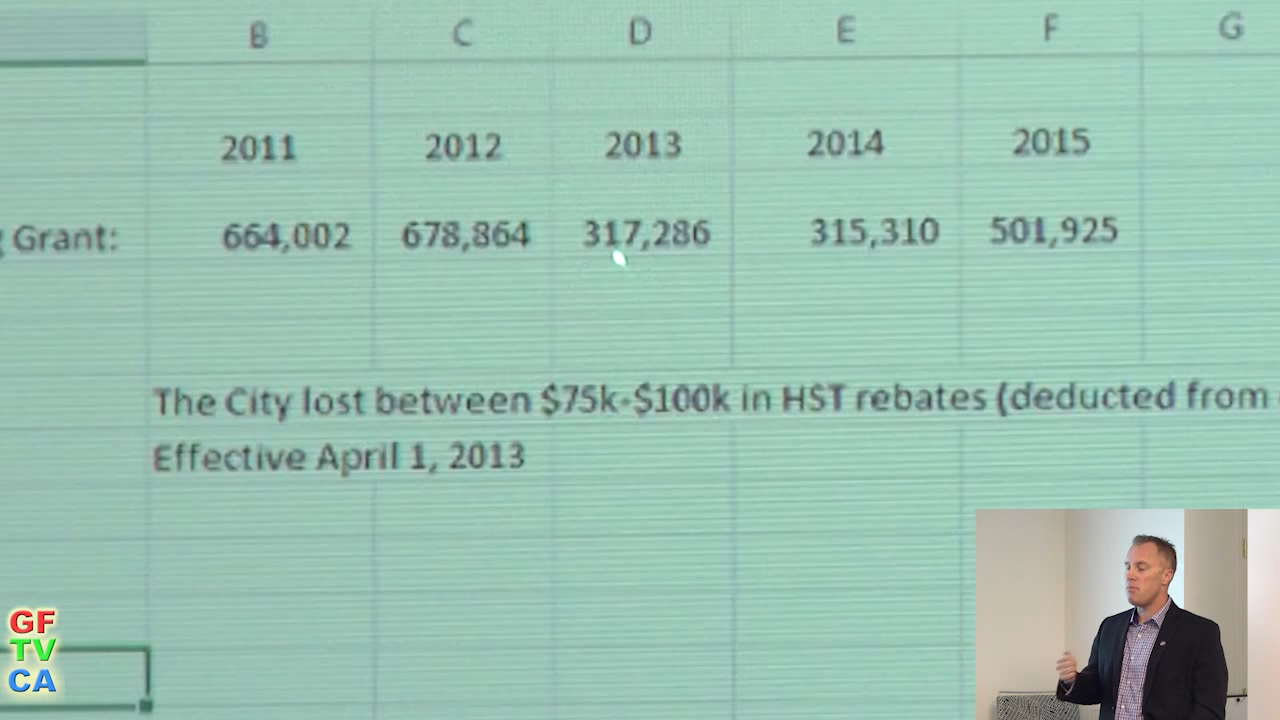 B C D E F G
2011 2012 2013 2014 2015
Grant: 664,002 678,864 317,286 315,310 501,925
The City lost between $75k-$100k in HST rebates (deducted from
Effective April 1, 2013
GF
TV
CA